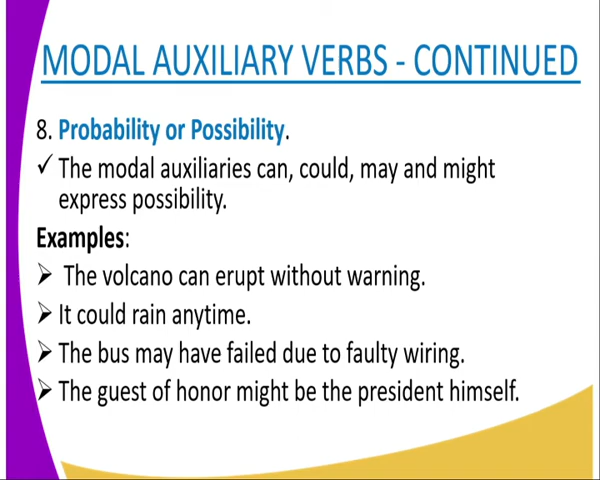 MODAL AUXILIARY VERBS - CONTINUED
8. Probability or Possibility.
✓ The modal auxiliaries can, could, may and might
express possibility.
Examples:
➢ The volcano can erupt without warning.
➢ It could rain anytime.
➢ The bus may have failed due to faulty wiring.
➢ The guest of honor might be the president himself.